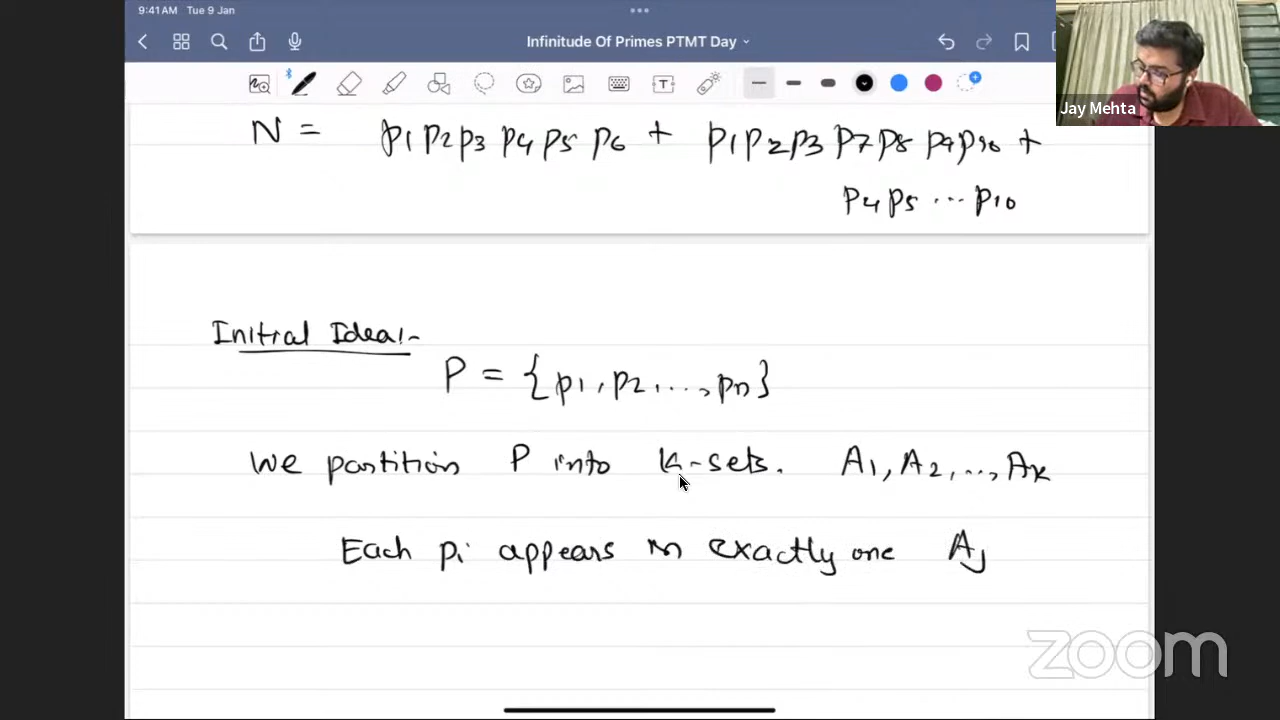 9:41 AM Tue 9 Jan
Infinitude Of Primes PTMT Day
Jay Mehta
N = p1 p2 p3 p4 p5 p6 + p1 p2 p3 p7 p8 p9 p10 +
p4 p5 ... p10
Initial Idea:-
P = {p1, p2, ..., pn}
We partition P into k-sets. A1, A2, ..., Ak
Each pi appears in exactly one Aj
zoom